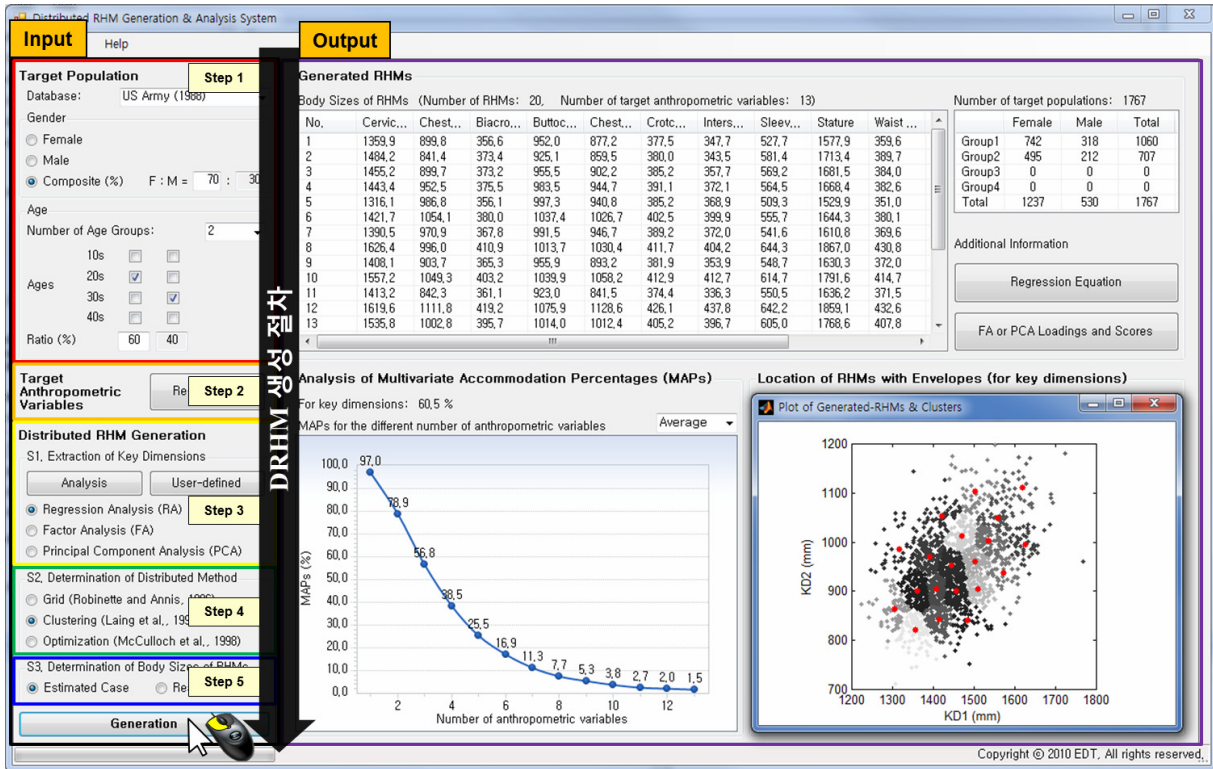 Distributed RHM Generation & Analysis System
Input
Help
Output
DRHM 생성 절차
Target Population
Step 1
Database: US Army (1988)
Gender
Female
Male
Composite (%) F : M = 70 : 30
Age
Number of Age Groups: 2
10s
20s
Ages
30s
40s
Ratio (%) 60 40
Target
Anthropometric
Variables
Re
Step 2
Distributed RHM Generation
S1, Extraction of Key Dimensions
Analysis User-defined
Regression Analysis (RA)
Step 3
Factor Analysis (FA)
Principal Component Analysis (PCA)
S2, Determination of Distributed Method
Grid (Robinette and Annis,
Step 4
Clustering (Laing et al., 199
Optimization (McCulloch et al., 1998)
S3, Determination of Body Sizes of RHMs
Estimated Case Re
Step 5
Generation
Generated RHMs
Body Sizes of RHMs (Number of RHMs: 20, Number of target anthropometric variables: 13)
No, Cervic,,, Chest,,, Biacro,,, Buttoc,,, Chest,,, Crotc,,, Inters,,, Sleev,,, Stature Waist ,,,
1 1359,9 899,8 356,6 952,0 877,2 377,5 347,7 527,7 1577,9 359,6
2 1484,2 841,4 373,4 925,1 859,5 380,0 343,5 581,4 1713,4 389,7
3 1455,2 899,7 373,2 955,5 902,2 385,2 357,7 569,2 1681,5 384,0
4 1443,4 952,5 375,5 983,5 944,7 391,1 372,1 564,5 1668,4 382,6
5 1316,1 986,8 356,1 997,3 940,8 385,2 368,9 509,3 1529,9 351,0
6 1421,7 1054,1 380,0 1037,4 1026,7 402,5 399,9 555,7 1644,3 380,1
7 1390,5 970,9 367,8 991,5 946,7 389,2 372,0 541,6 1610,8 369,6
8 1626,4 996,0 410,9 1013,7 1030,4 411,7 404,2 644,3 1867,0 430,8
9 1408,1 903,7 365,3 955,9 893,2 381,9 353,9 548,7 1630,3 372,0
10 1557,2 1049,3 403,2 1039,9 1058,2 412,9 412,7 614,7 1791,6 414,7
11 1413,2 842,3 361,1 923,0 841,5 374,4 336,3 550,5 1636,2 371,5
12 1619,6 1111,8 419,2 1075,9 1128,6 426,1 437,8 642,2 1859,1 432,6
13 1535,8 1002,8 395,7 1014,0 1012,4 405,2 396,7 605,0 1768,6 407,8
Number of target populations: 1767
Female Male Total
Group1 742 318 1060
Group2 495 212 707
Group3 0 0 0
Group4 0 0 0
Total 1237 530 1767
Additional Information
Regression Equation
FA or PCA Loadings and Scores
Analysis of Multivariate Accommodation Percentages (MAPs)
For key dimensions: 60,5 %
MAPs for the different number of anthropometric variables Average
100,0
90,0
80,0
70,0
60,0
50,0
40,0
30,0
20,0
10,0
0,0
MAPs (%)
97,0
78,9
56,8
38,5
25,5
16,9
11,3
7,7
5,3
3,8
2,7
2,0
1,5
2 4 6 8 10 12
Number of anthropometric variables
Location of RHMs with Envelopes (for key dimensions)
Plot of Generated-RHMs & Clusters
1200
1100
1000
900
800
700
KD2 (mm)
1200 1300 1400 1500 1600 1700 1800
KD1 (mm)
Copyright © 2010 EDT, All rights reserved,